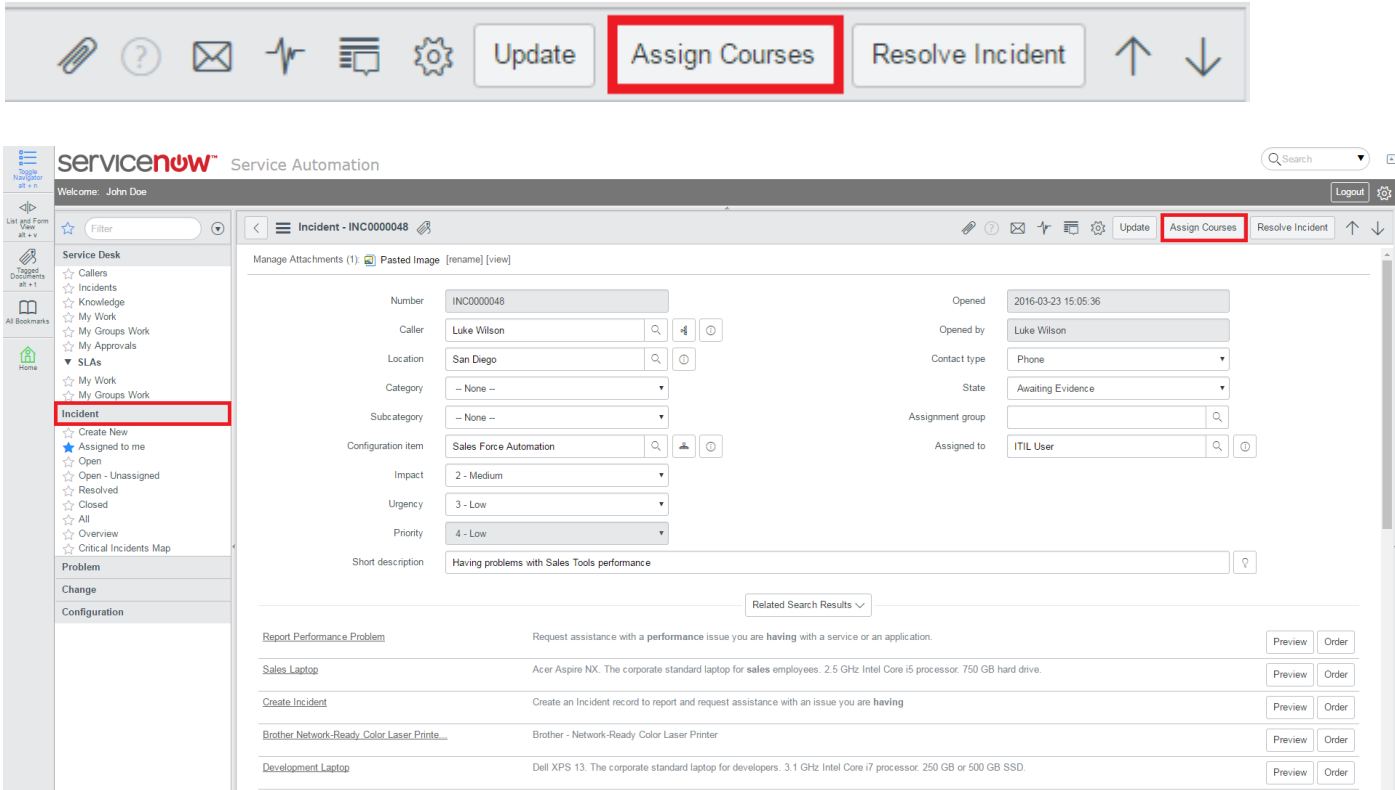 Update Assign Courses Resolve Incident
servicenow™ Service Automation
Search
Toggle Navigator alt + n
Welcome: John Doe
Logout
List and Form View alt + v
Filter
Incident - INC0000048
Update Assign Courses Resolve Incident
Tagged Documents alt + t
All Bookmarks
Home
Service Desk
Callers
Incidents
Knowledge
My Work
My Groups Work
My Approvals
SLAs
My Work
My Groups Work
Incident
Create New
Assigned to me
Open
Open - Unassigned
Resolved
Closed
All
Overview
Critical Incidents Map
Problem
Change
Configuration
Manage Attachments (1): Pasted Image [rename] [view]
Number INC0000048
Caller Luke Wilson
Location San Diego
Category -- None --
Subcategory -- None --
Configuration item Sales Force Automation
Impact 2 - Medium
Urgency 3 - Low
Priority 4 - Low
Short description Having problems with Sales Tools performance
Opened 2016-03-23 15:05:36
Opened by Luke Wilson
Contact type Phone
State Awaiting Evidence
Assignment group
Assigned to ITIL User
Related Search Results
Report Performance Problem Request assistance with a performance issue you are having with a service or an application. Preview Order
Sales Laptop Acer Aspire NX. The corporate standard laptop for sales employees. 2.5 GHz Intel Core i5 processor. 750 GB hard drive. Preview Order
Create Incident Create an Incident record to report and request assistance with an issue you are having Preview Order
Brother Network-Ready Color Laser Printe... Brother - Network-Ready Color Laser Printer Preview Order
Development Laptop Dell XPS 13. The corporate standard laptop for developers. 3.1 GHz Intel Core i7 processor. 250 GB or 500 GB SSD. Preview Order